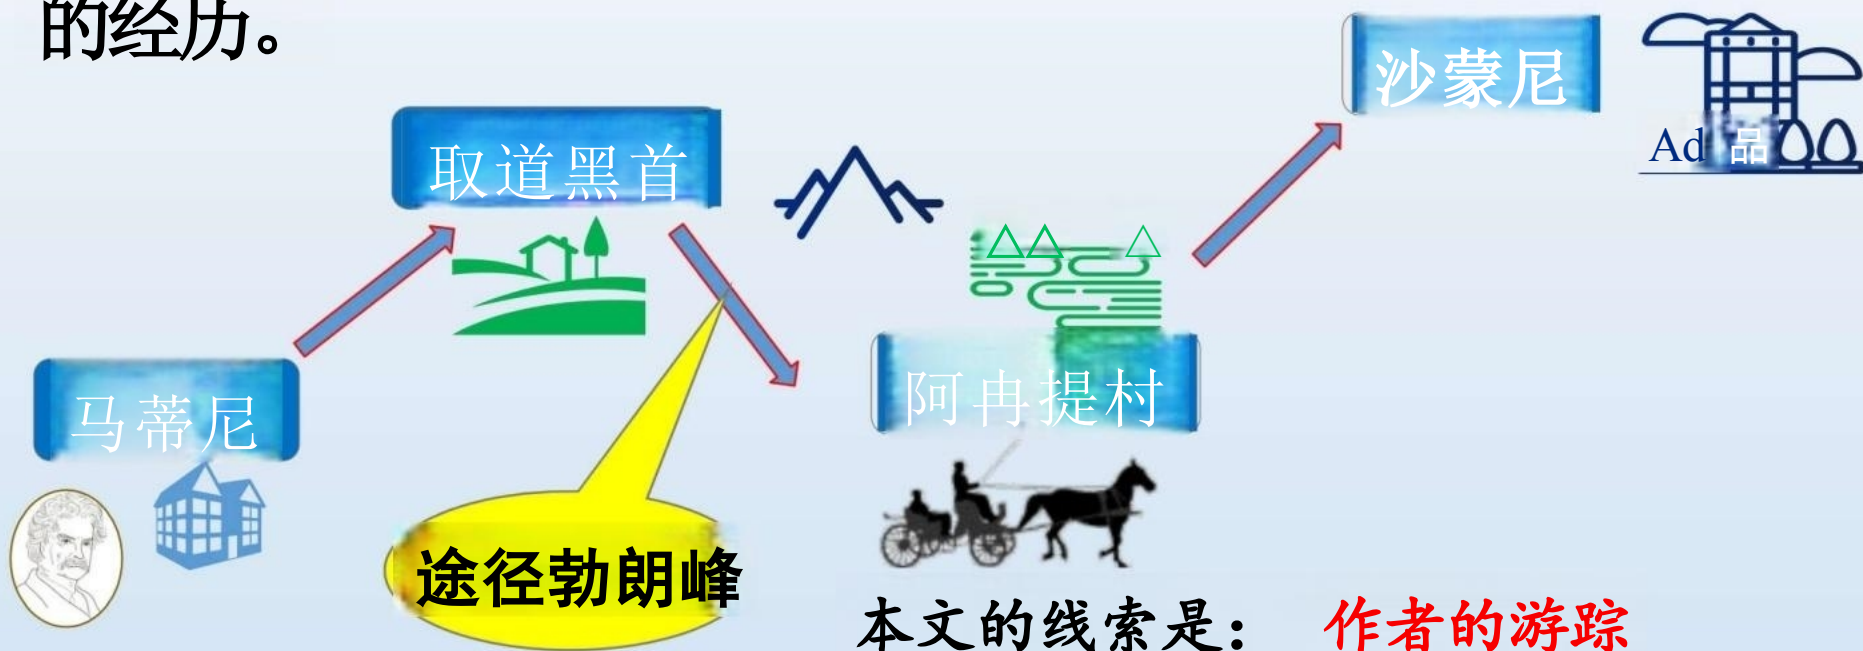 的经历。
沙蒙尼
Ad 品
取道黑首
阿冉提村
马蒂尼
途径勃朗峰
本文的线索是： 作者的游踪